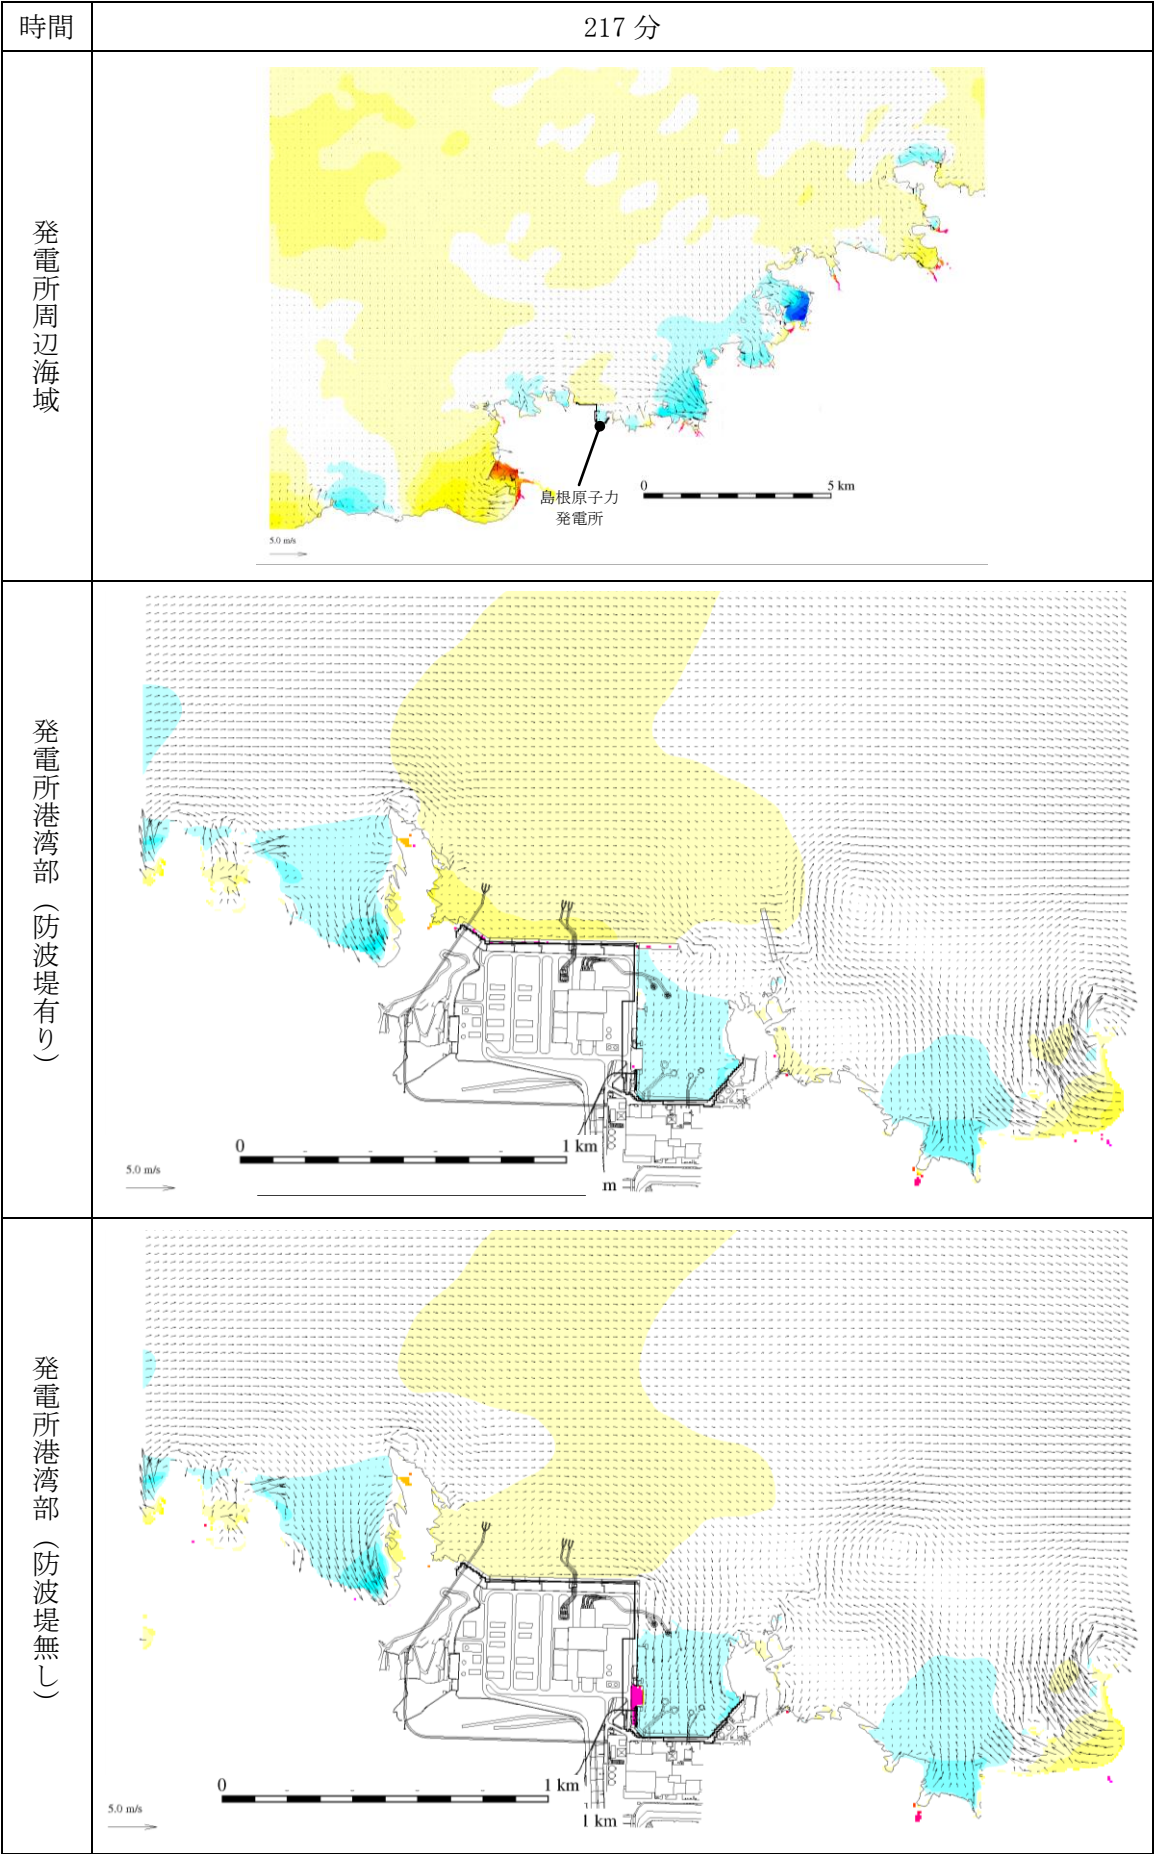 時間
217 分
発電所周辺海域
0
5 km
島根原子力
発電所
5.0 m/s
発電所港湾部（防波堤有り）
0
1 km
5.0 m/s
m
発電所港湾部（防波堤無し）
0
1 km
5.0 m/s
1 km